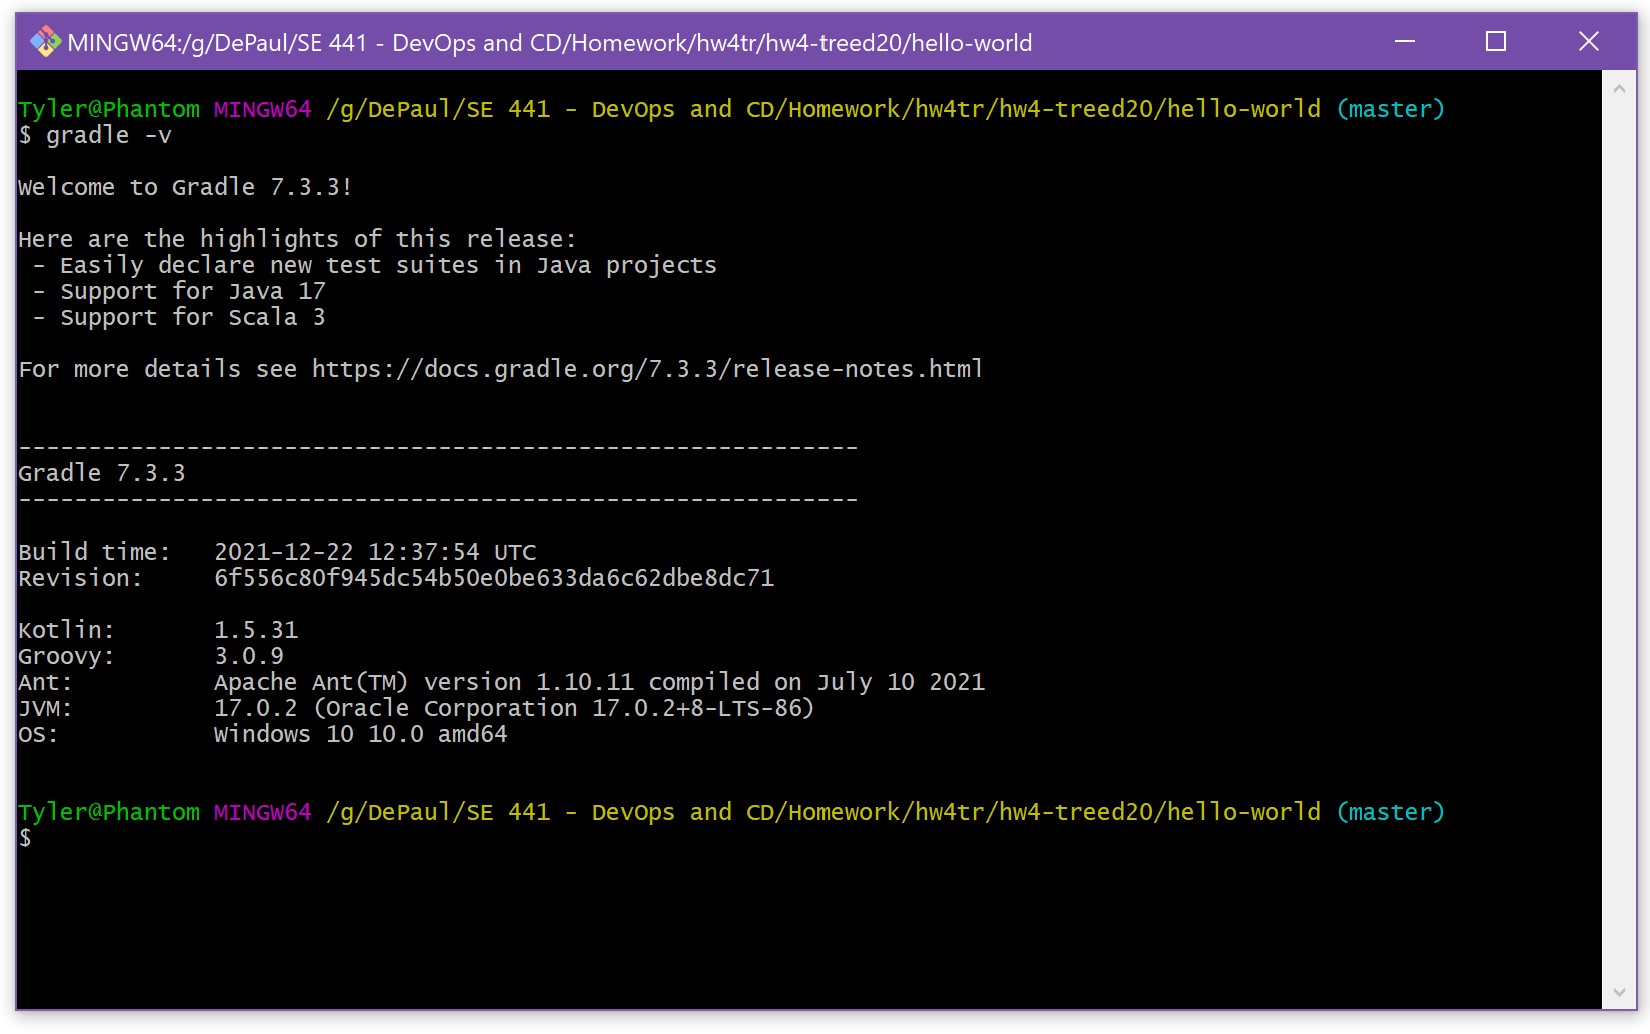 MINGW64:/g/DePaul/SE 441 - DevOps and CD/Homework/hw4tr/hw4-treed20/hello-world
Tyler@Phantom MINGW64 /g/DePaul/SE 441 - DevOps and CD/Homework/hw4tr/hw4-treed20/hello-world (master)
$ gradle -v
Welcome to Gradle 7.3.3!
Here are the highlights of this release:
 - Easily declare new test suites in Java projects
 - Support for Java 17
 - Support for Scala 3
For more details see https://docs.gradle.org/7.3.3/release-notes.html
------------------------------------------------------------
Gradle 7.3.3
------------------------------------------------------------
Build time:   2021-12-22 12:37:54 UTC
Revision:     6f556c80f945dc54b50e0be633da6c62dbe8dc71
Kotlin:       1.5.31
Groovy:       3.0.9
Ant:          Apache Ant(TM) version 1.10.11 compiled on July 10 2021
JVM:          17.0.2 (Oracle Corporation 17.0.2+8-LTS-86)
OS:           Windows 10 10.0 amd64
Tyler@Phantom MINGW64 /g/DePaul/SE 441 - DevOps and CD/Homework/hw4tr/hw4-treed20/hello-world (master)
$